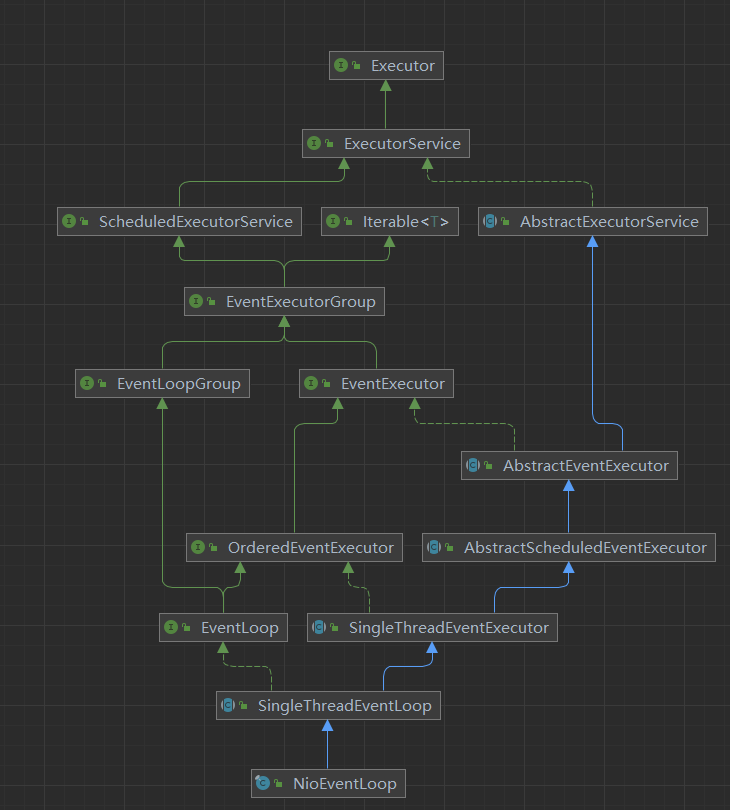 Executor
ExecutorService
ScheduledExecutorService
Iterable<T>
AbstractExecutorService
EventExecutorGroup
EventLoopGroup
EventExecutor
AbstractEventExecutor
OrderedEventExecutor
AbstractScheduledEventExecutor
EventLoop
SingleThreadEventExecutor
SingleThreadEventLoop
NioEventLoop